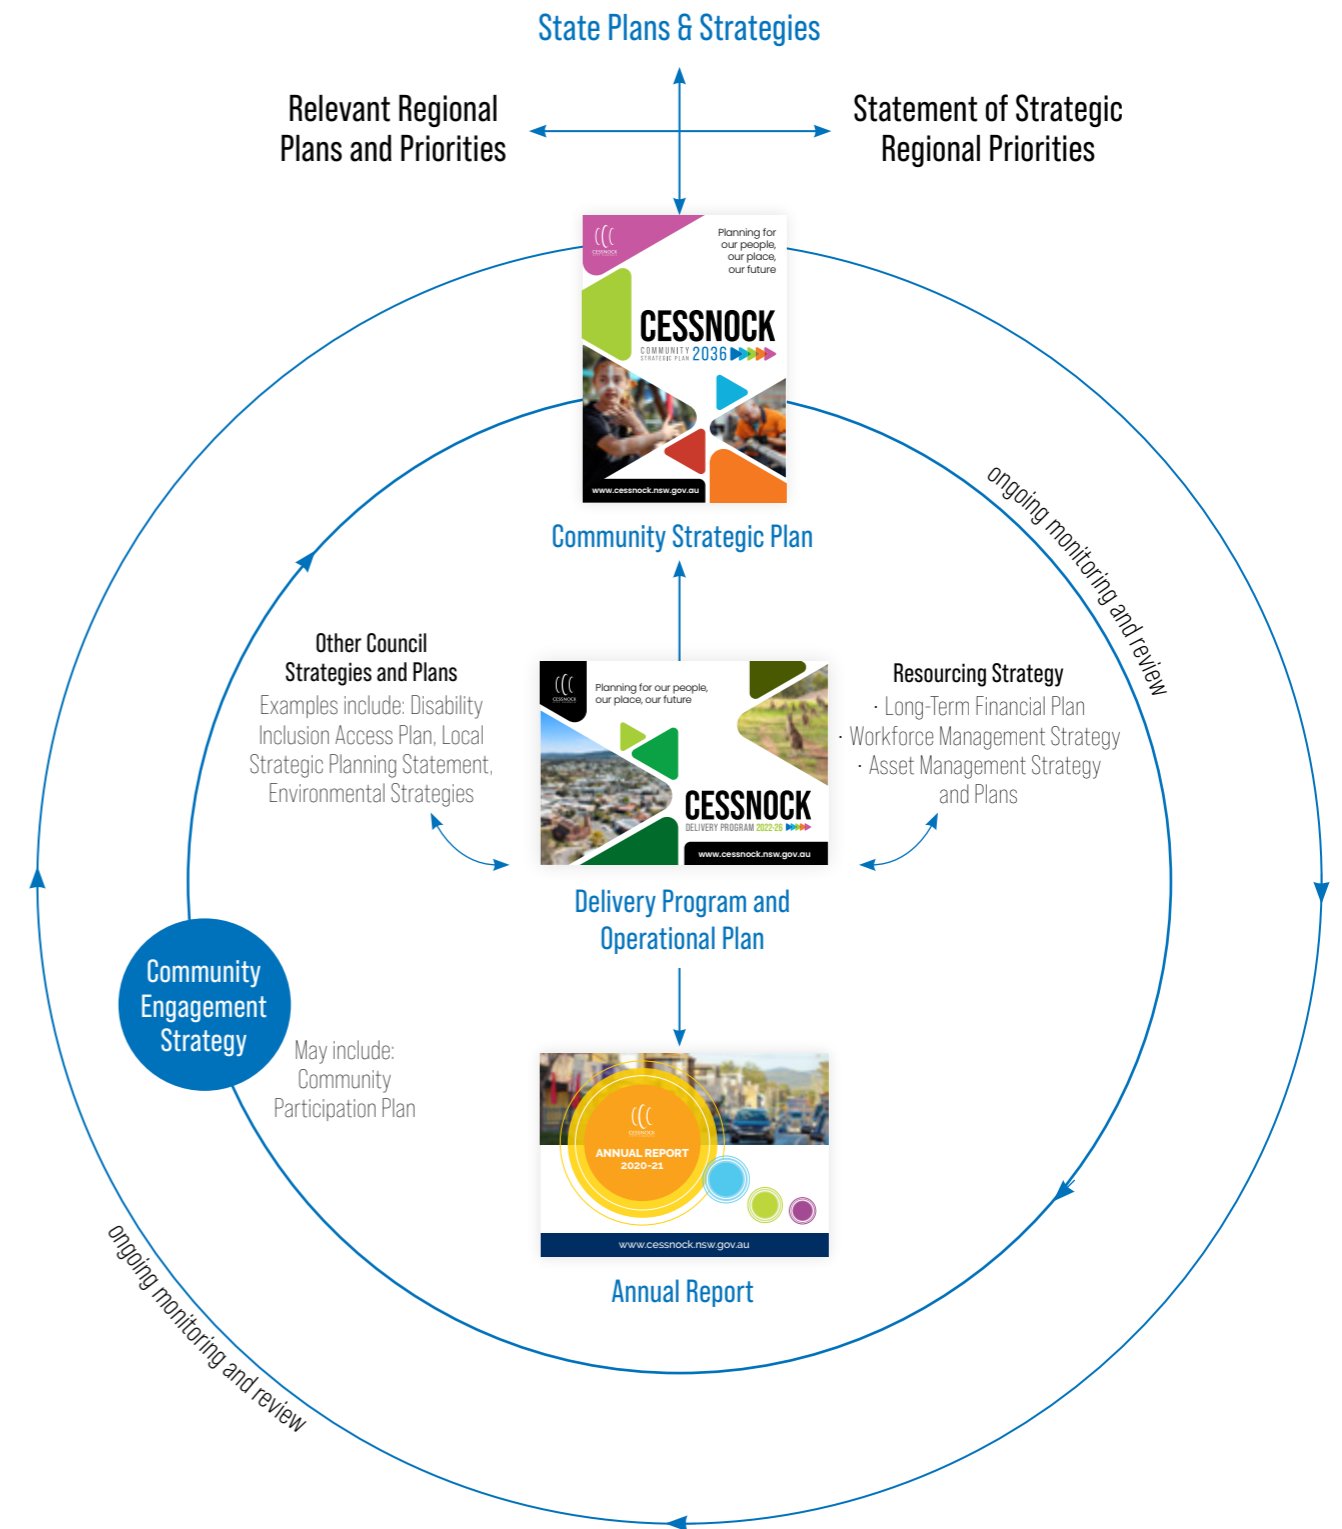 State Plans & Strategies
Relevant Regional
Plans and Priorities
Statement of Strategic
Regional Priorities
CESSNOCK
Planning for
our people,
our place,
our future
CESSNOCK
COMMUNITY
STRATEGIC PLAN
2036
www.cessnock.nsw.gov.au
Community Strategic Plan
ongoing monitoring and review
Other Council
Strategies and Plans
Examples include: Disability
Inclusion Access Plan, Local
Strategic Planning Statement,
Environmental Strategies
CESSNOCK
Planning for our people,
our place, our future
CESSNOCK
DELIVERY PROGRAM 2022-26
www.cessnock.nsw.gov.au
Resourcing Strategy
· Long-Term Financial Plan
· Workforce Management Strategy
· Asset Management Strategy
and Plans
Delivery Program and
Operational Plan
Community
Engagement
Strategy
May include:
Community
Participation Plan
CESSNOCK
ANNUAL REPORT
2020-21
www.cessnock.nsw.gov.au
Annual Report
ongoing monitoring and review